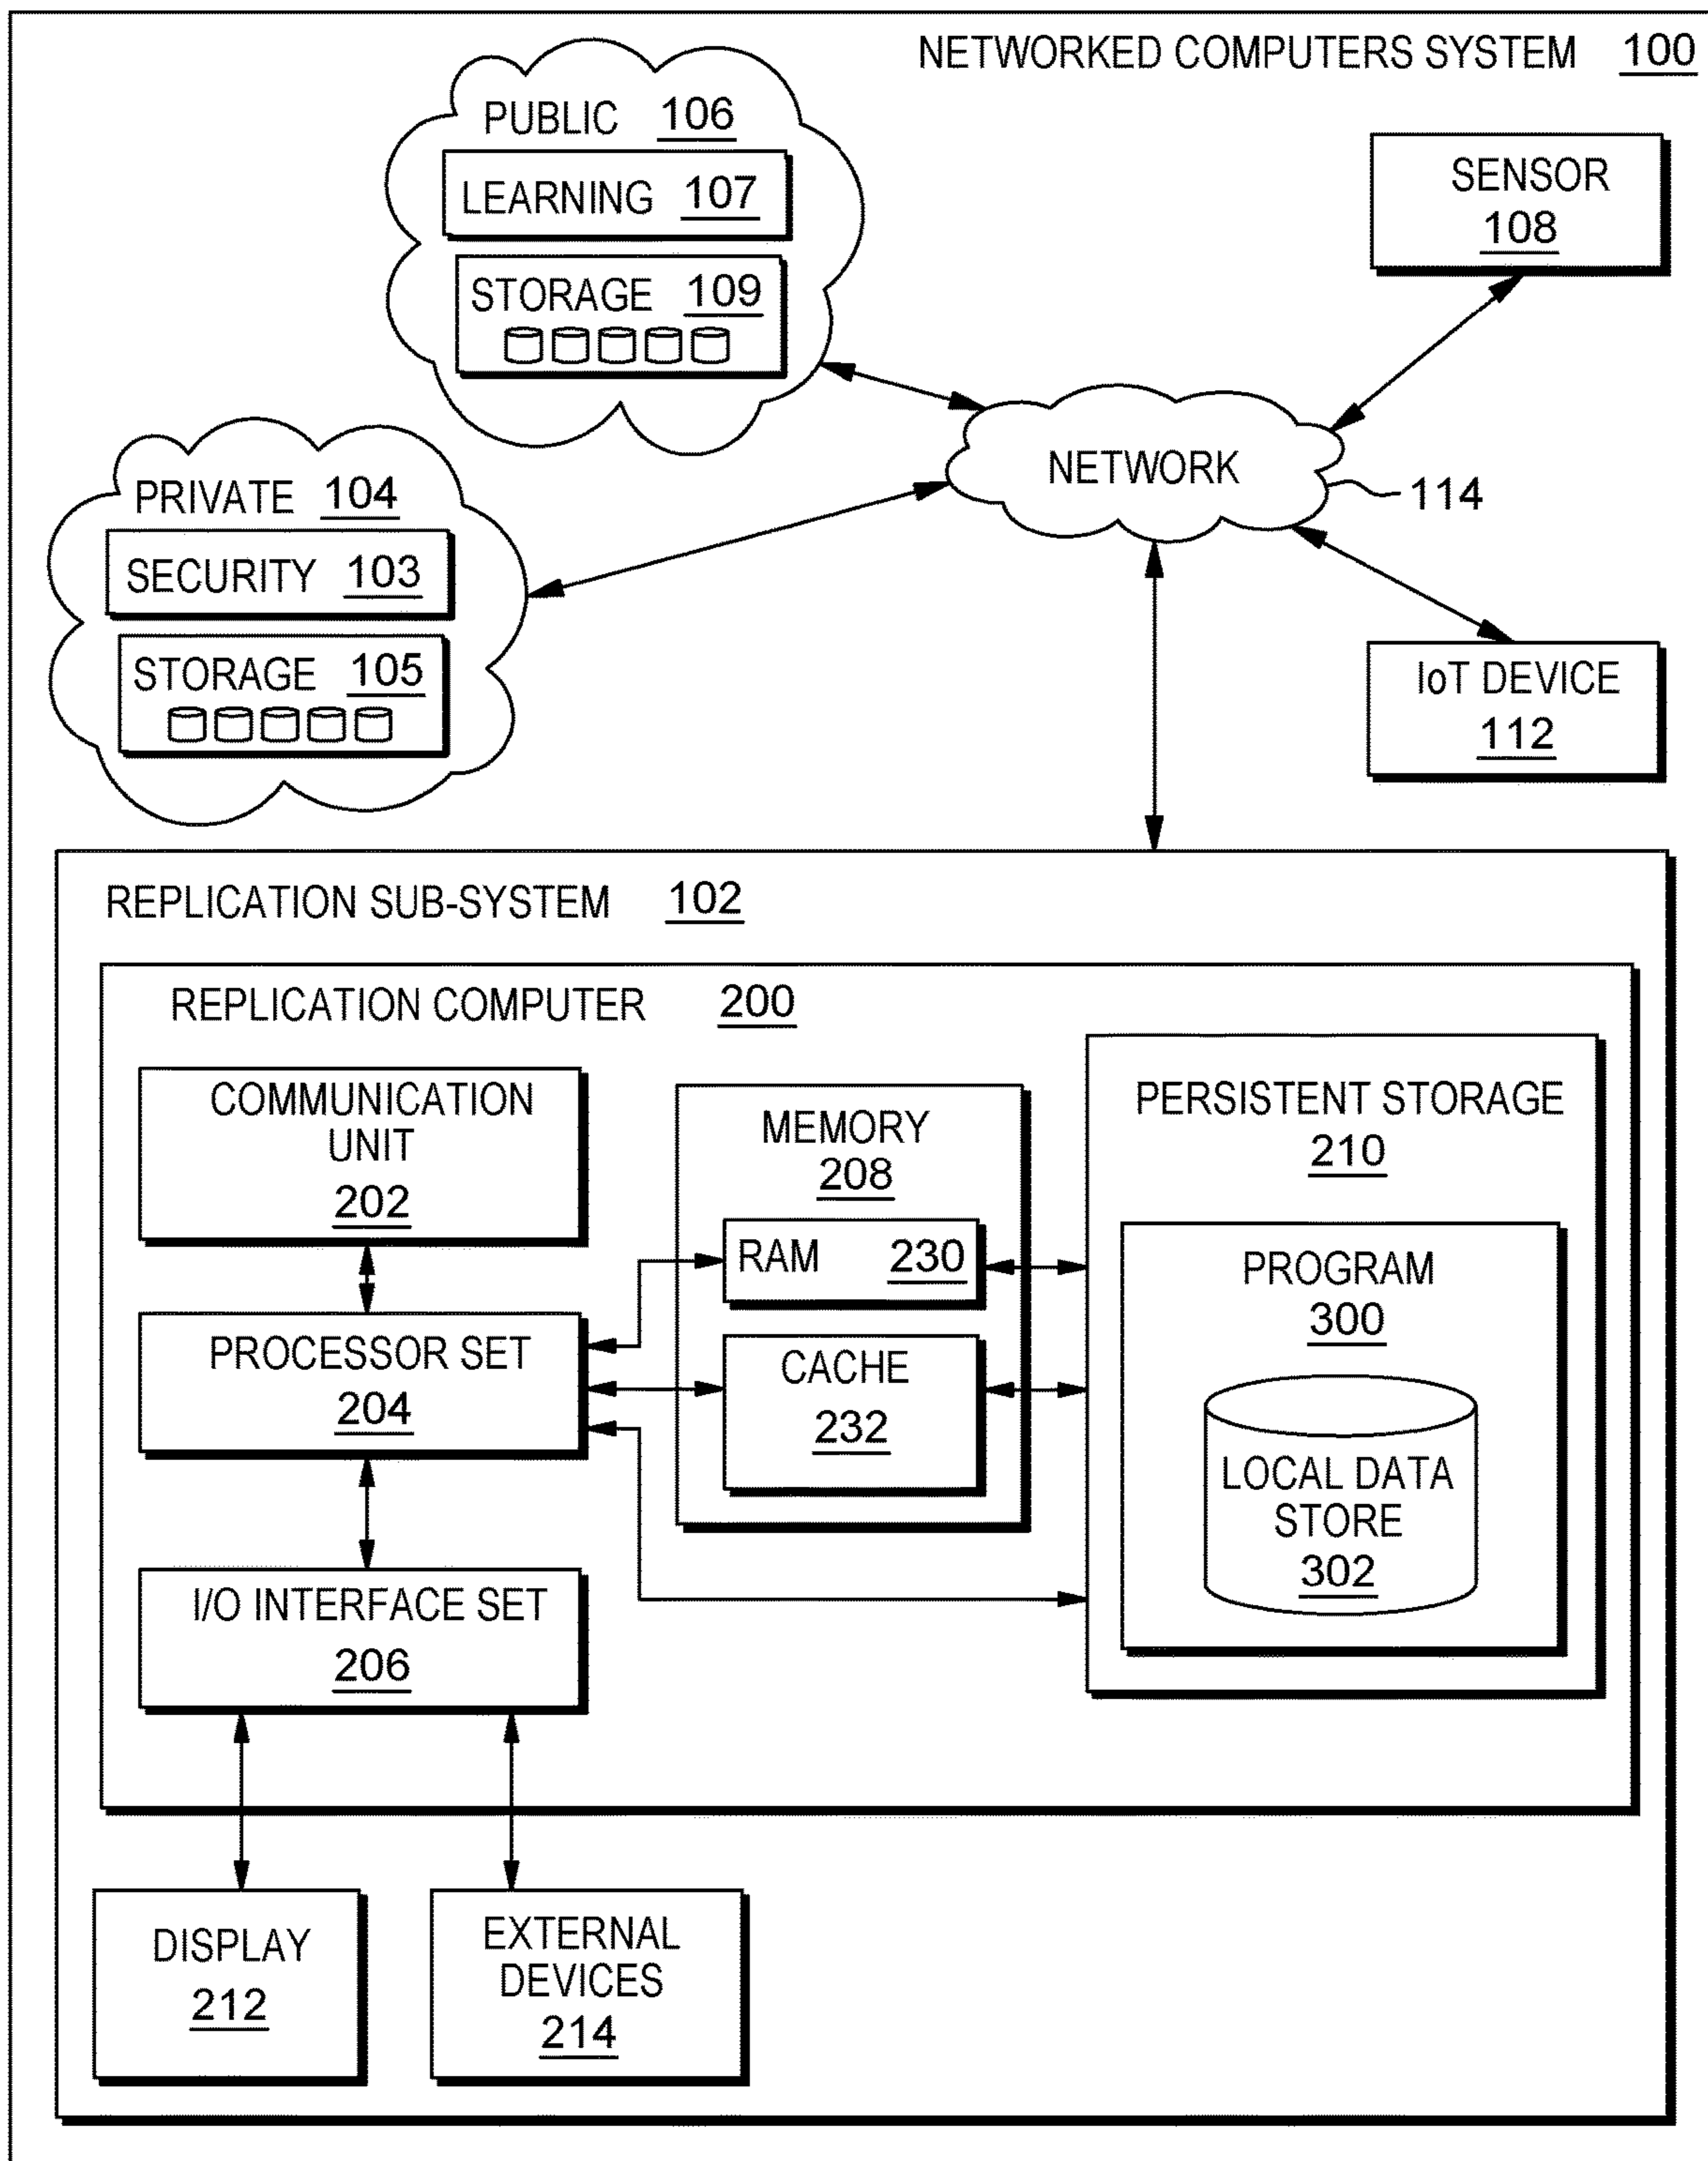 NETWORKED COMPUTERS SYSTEM 100
PUBLIC 106
LEARNING 107
STORAGE 109
SENSOR
108
NETWORK
114
PRIVATE 104
SECURITY 103
STORAGE 105
IoT DEVICE
112
REPLICATION SUB-SYSTEM 102
REPLICATION COMPUTER 200
COMMUNICATION
UNIT
202
PROCESSOR SET
204
I/O INTERFACE SET
206
MEMORY
208
RAM 230
CACHE
232
PERSISTENT STORAGE
210
PROGRAM
300
LOCAL DATA
STORE
302
DISPLAY
212
EXTERNAL
DEVICES
214